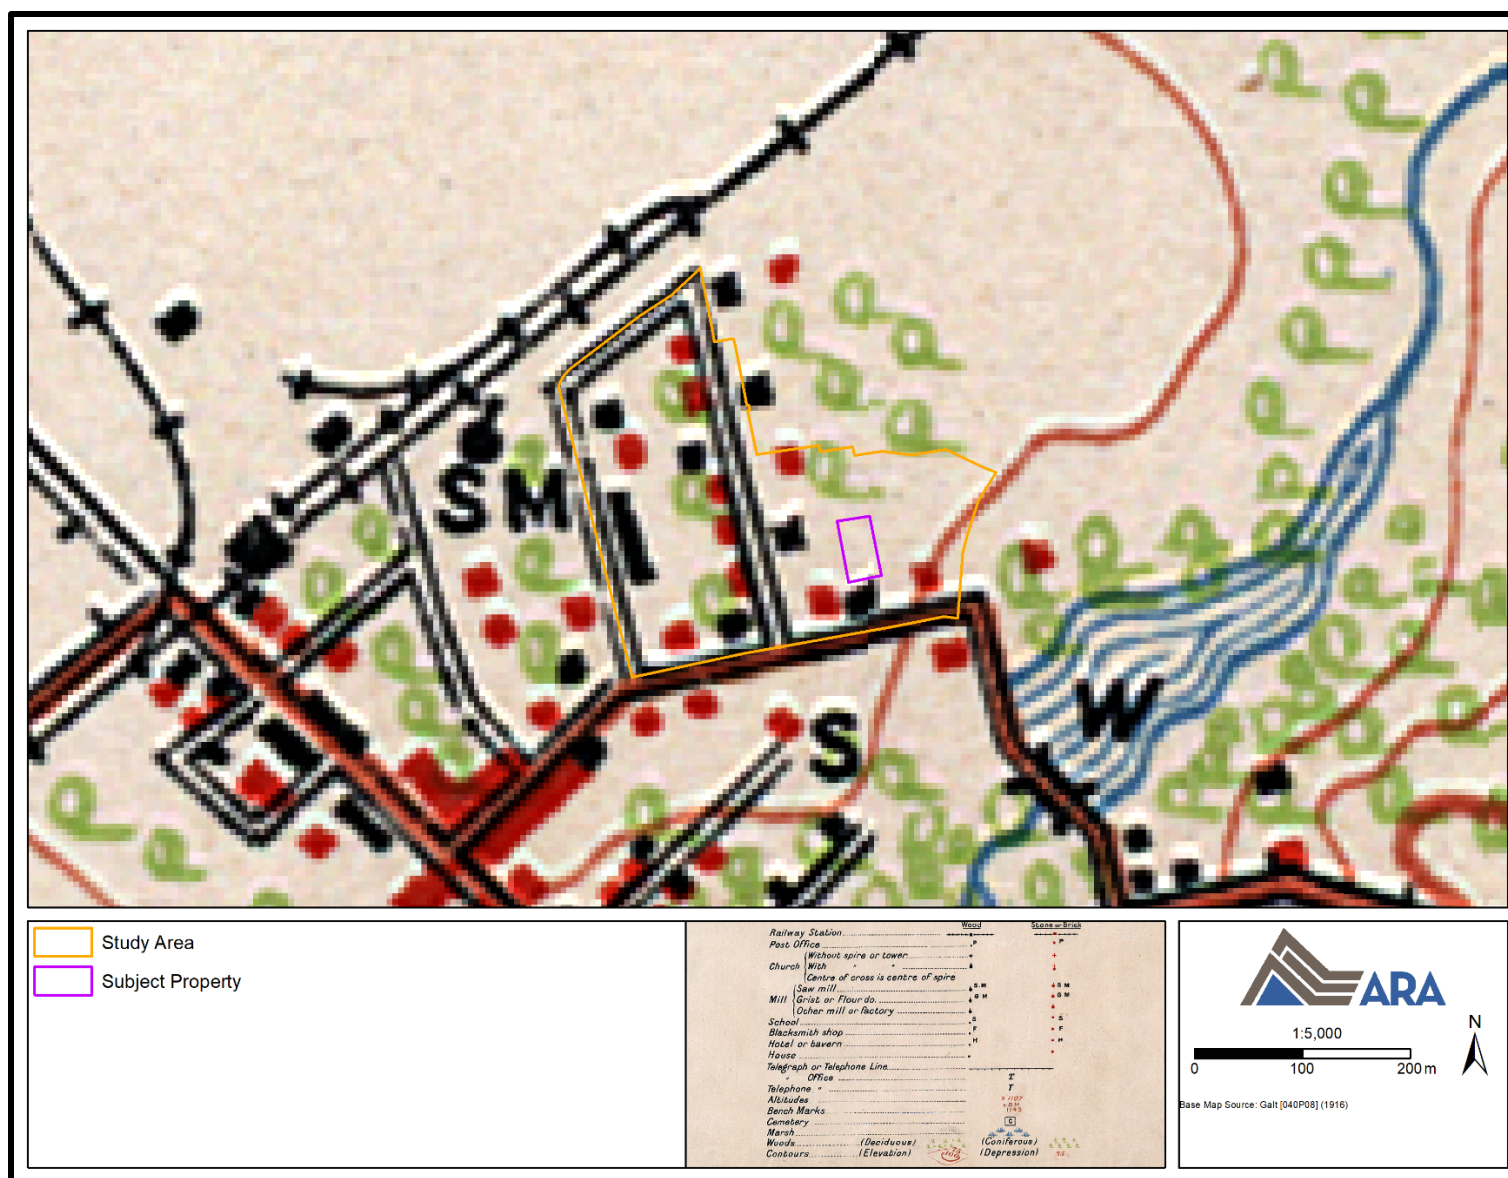 S M
S
W
Study Area
Subject Property
Wood Stone or Brick
Railway Station
Post Office P P
Church Without spire or tower
With " "
Centre of cross is centre of spire
Saw mill S.M S M
Mill Grist or Flour do. G M G M
Other mill or factory
School S S
Blacksmith shop F F
Hotel or tavern H H
House
Telegraph or Telephone Line
" Office T
Telephone " T
Altitudes x 1107
Bench Marks B M 1143
Cemetery C
Marsh
Woods (Deciduous) (Coniferous)
Contours (Elevation) (Depression)
ARA
1:5,000
N
0 100 200 m
Base Map Source: Galt [040P08] (1916)